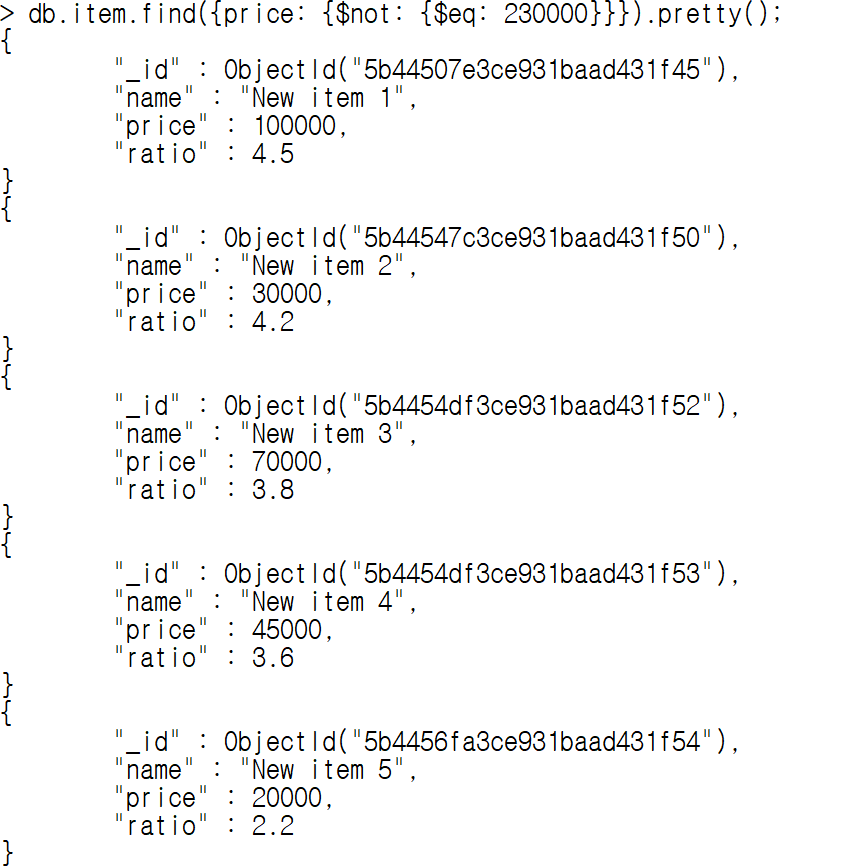 > db.item.find({price: {$not: {$eq: 230000}}}).pretty();
{
        "_id" : ObjectId("5b44507e3ce931baad431f45"),
        "name" : "New item 1",
        "price" : 100000,
        "ratio" : 4.5
}
{
        "_id" : ObjectId("5b44547c3ce931baad431f50"),
        "name" : "New item 2",
        "price" : 30000,
        "ratio" : 4.2
}
{
        "_id" : ObjectId("5b4454df3ce931baad431f52"),
        "name" : "New item 3",
        "price" : 70000,
        "ratio" : 3.8
}
{
        "_id" : ObjectId("5b4454df3ce931baad431f53"),
        "name" : "New item 4",
        "price" : 45000,
        "ratio" : 3.6
}
{
        "_id" : ObjectId("5b4456fa3ce931baad431f54"),
        "name" : "New item 5",
        "price" : 20000,
        "ratio" : 2.2
}